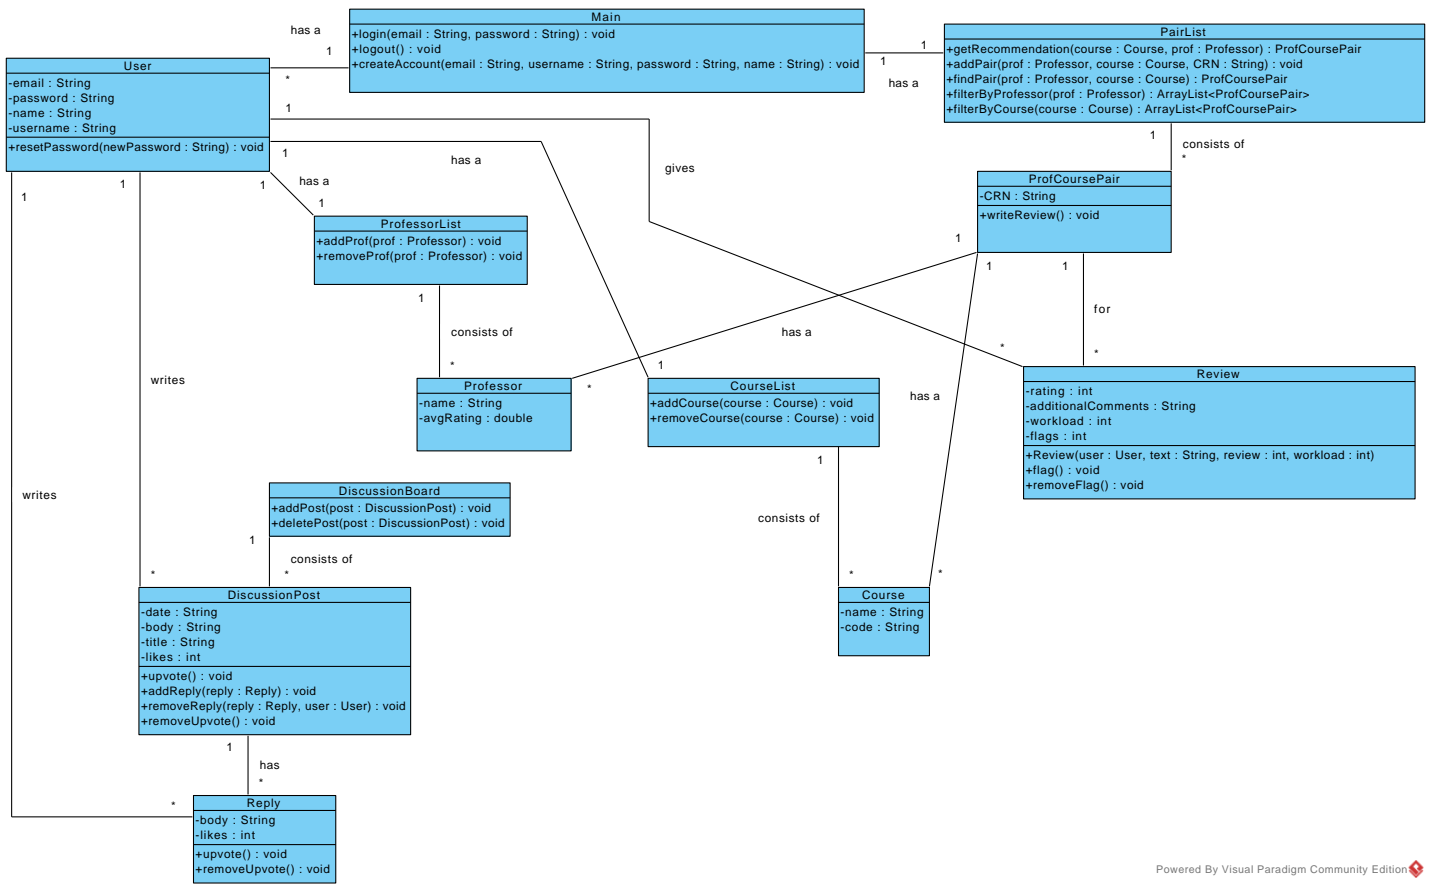 Main
+login(email : String, password : String) : void
+logout() : void
+createAccount(email : String, username : String, password : String, name : String) : void
has a
1
*
1
1
has a
PairList
+getRecommendation(course : Course, prof : Professor) : ProfCoursePair
+addPair(prof : Professor, course : Course, CRN : String) : void
+findPair(prof : Professor, course : Course) : ProfCoursePair
+filterByProfessor(prof : Professor) : ArrayList<ProfCoursePair>
+filterByCourse(course : Course) : ArrayList<ProfCoursePair>
User
-email : String
-password : String
-name : String
-username : String
+resetPassword(newPassword : String) : void
1
1
has a
gives
1
consists of
*
1
1
1
has a
1
ProfCoursePair
-CRN : String
+writeReview() : void
ProfessorList
+addProf(prof : Professor) : void
+removeProf(prof : Professor) : void
1
1
1
1
consists of
*
has a
*
for
*
*
1
has a
Professor
-name : String
-avgRating : double
CourseList
+addCourse(course : Course) : void
+removeCourse(course : Course) : void
Review
-rating : int
-additionalComments : String
-workload : int
-flags : int
+Review(user : User, text : String, review : int, workload : int)
+flag() : void
+removeFlag() : void
writes
writes
1
consists of
*
*
DiscussionBoard
+addPost(post : DiscussionPost) : void
+deletePost(post : DiscussionPost) : void
1
consists of
*
*
Course
-name : String
-code : String
DiscussionPost
-date : String
-body : String
-title : String
-likes : int
+upvote() : void
+addReply(reply : Reply) : void
+removeReply(reply : Reply, user : User) : void
+removeUpvote() : void
1
has
*
*
Reply
-body : String
-likes : int
+upvote() : void
+removeUpvote() : void
Powered By Visual Paradigm Community Edition